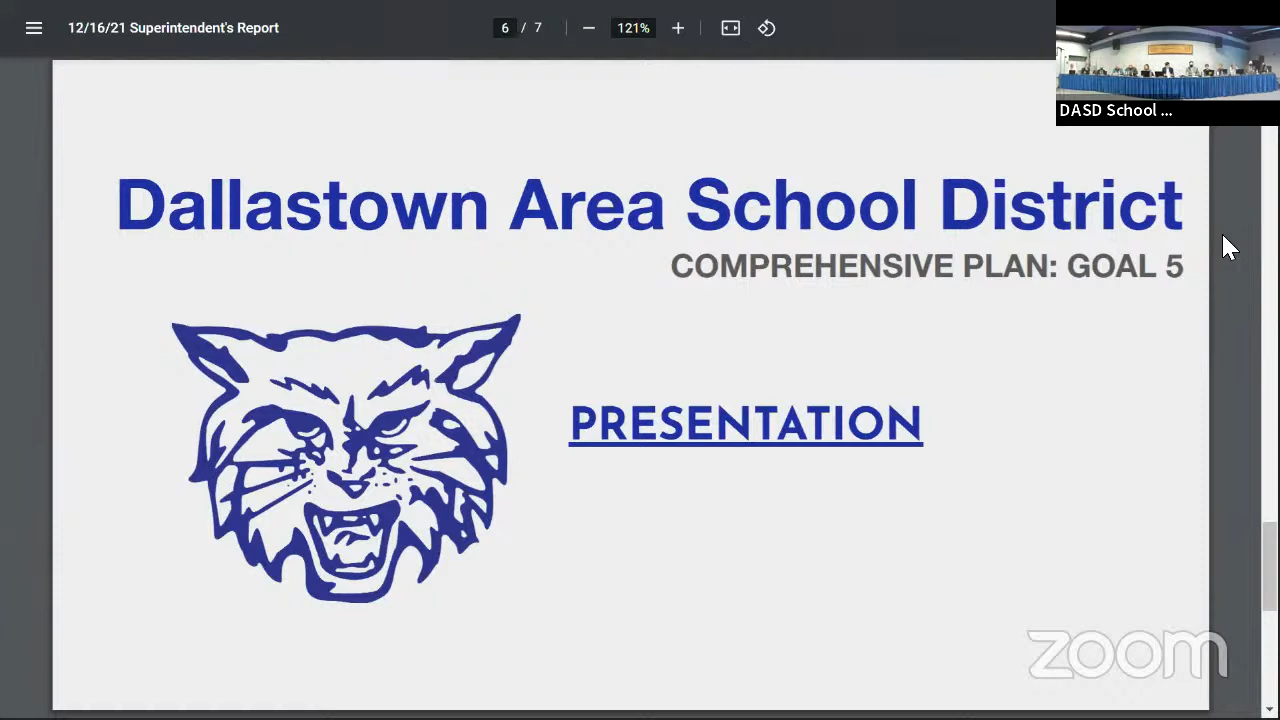 12/16/21 Superintendent's Report
6 / 7
121%
DASD School ...
Dallastown Area School District
COMPREHENSIVE PLAN: GOAL 5
PRESENTATION
zoom